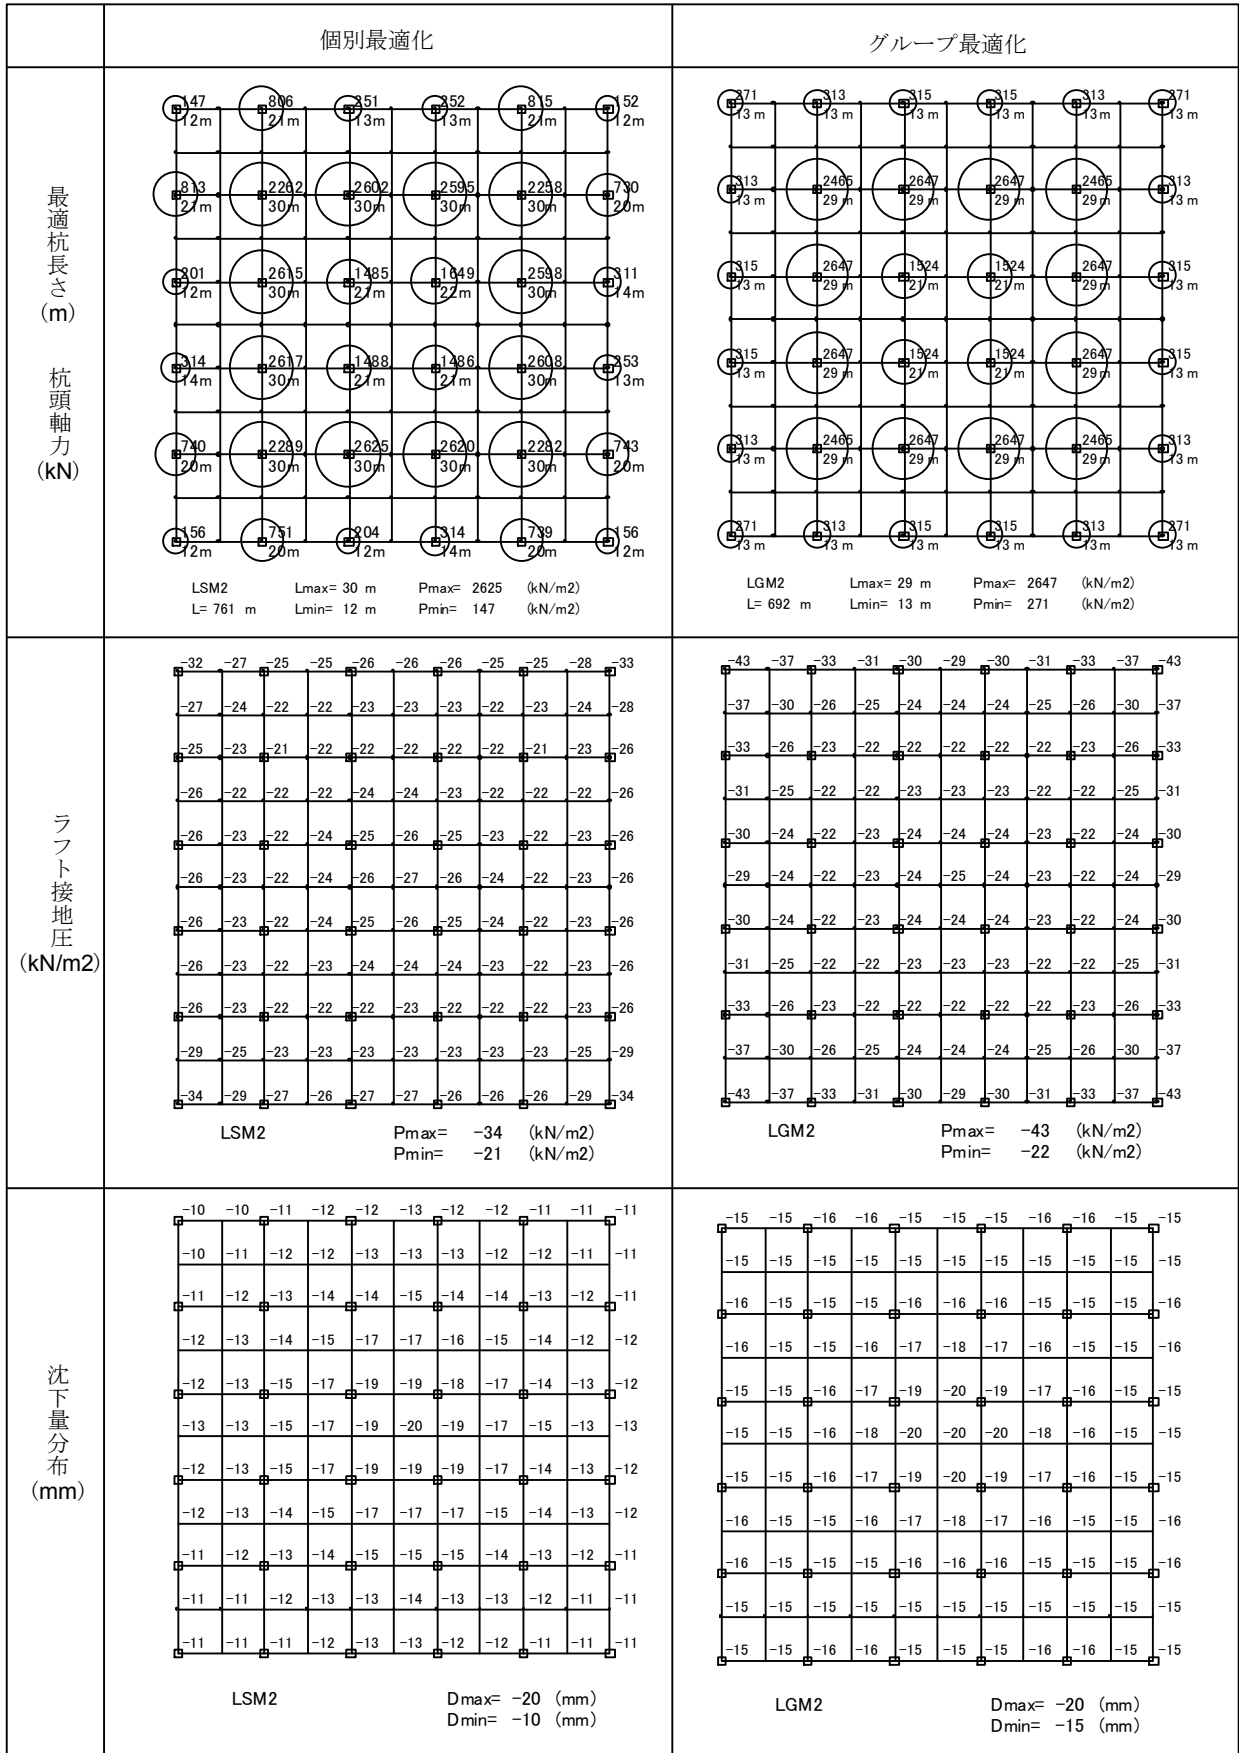 個別最適化
グループ最適化
最適杭長さ(m) 杭頭軸力(kN)
147 806 251 252 815 152
12m 21m 13m 13m 21m 12m
813 2262 2602 2595 2258 730
21m 30m 30m 30m 30m 20m
201 2615 1485 1649 2598 311
12m 30m 21m 22m 30m 14m
314 2617 1488 1486 2608 253
14m 30m 21m 21m 30m 13m
740 2289 2625 2620 2282 743
20m 30m 30m 30m 30m 20m
156 751 204 314 739 156
12m 20m 12m 14m 20m 12m
LSM2 Lmax= 30 m Pmax= 2625 (kN/m2)
L= 761 m Lmin= 12 m Pmin= 147 (kN/m2)
271 313 315 315 313 271
13 m 13 m 13 m 13 m 13 m 13 m
313 2465 2647 2647 2465 313
13 m 29 m 29 m 29 m 29 m 13 m
315 2647 1524 1524 2647 315
13 m 29 m 21 m 21 m 29 m 13 m
315 2647 1524 1524 2647 315
13 m 29 m 21 m 21 m 29 m 13 m
313 2465 2647 2647 2465 313
13 m 29 m 29 m 29 m 29 m 13 m
271 313 315 315 313 271
13 m 13 m 13 m 13 m 13 m 13 m
LGM2 Lmax= 29 m Pmax= 2647 (kN/m2)
L= 692 m Lmin= 13 m Pmin= 271 (kN/m2)
ラフト接地圧(kN/m2)
-32 -27 -25 -25 -26 -26 -26 -25 -25 -28 -33
-27 -24 -22 -22 -23 -23 -23 -22 -23 -24 -28
-25 -23 -21 -22 -22 -22 -22 -22 -21 -23 -26
-26 -22 -22 -22 -24 -24 -23 -22 -22 -22 -26
-26 -23 -22 -24 -25 -26 -25 -23 -22 -23 -26
-26 -23 -22 -24 -26 -27 -26 -24 -22 -23 -26
-26 -23 -22 -24 -25 -26 -25 -24 -22 -23 -26
-26 -23 -22 -23 -24 -24 -24 -23 -22 -23 -26
-26 -23 -22 -22 -22 -23 -22 -22 -22 -23 -26
-29 -25 -23 -23 -23 -23 -23 -23 -23 -25 -29
-34 -29 -27 -26 -27 -27 -26 -26 -26 -29 -34
LSM2 Pmax= -34 (kN/m2)
Pmin= -21 (kN/m2)
-43 -37 -33 -31 -30 -29 -30 -31 -33 -37 -43
-37 -30 -26 -25 -24 -24 -24 -25 -26 -30 -37
-33 -26 -23 -22 -22 -22 -22 -22 -23 -26 -33
-31 -25 -22 -22 -23 -23 -23 -22 -22 -25 -31
-30 -24 -22 -23 -24 -24 -24 -23 -22 -24 -30
-29 -24 -22 -23 -24 -25 -24 -23 -22 -24 -29
-30 -24 -22 -23 -24 -24 -24 -23 -22 -24 -30
-31 -25 -22 -22 -23 -23 -23 -22 -22 -25 -31
-33 -26 -23 -22 -22 -22 -22 -22 -23 -26 -33
-37 -30 -26 -25 -24 -24 -24 -25 -26 -30 -37
-43 -37 -33 -31 -30 -29 -30 -31 -33 -37 -43
LGM2 Pmax= -43 (kN/m2)
Pmin= -22 (kN/m2)
沈下量分布(mm)
-10 -10 -11 -12 -12 -13 -12 -12 -11 -11 -11
-10 -11 -12 -12 -13 -13 -13 -12 -12 -11 -11
-11 -12 -13 -14 -14 -15 -14 -14 -13 -12 -11
-12 -13 -14 -15 -17 -17 -16 -15 -14 -12 -12
-12 -13 -15 -17 -19 -19 -18 -17 -14 -13 -12
-13 -13 -15 -17 -19 -20 -19 -17 -15 -13 -13
-12 -13 -15 -17 -19 -19 -19 -17 -14 -13 -12
-12 -13 -14 -15 -17 -17 -17 -15 -14 -13 -12
-11 -12 -13 -14 -15 -15 -15 -14 -13 -12 -11
-11 -11 -12 -13 -13 -14 -13 -13 -12 -11 -11
-11 -11 -11 -12 -13 -13 -12 -12 -11 -11 -11
LSM2 Dmax= -20 (mm)
Dmin= -10 (mm)
-15 -15 -16 -16 -15 -15 -15 -16 -16 -15 -15
-15 -15 -15 -15 -15 -15 -15 -15 -15 -15 -15
-16 -15 -15 -15 -16 -16 -16 -15 -15 -15 -16
-16 -15 -15 -16 -17 -18 -17 -16 -15 -15 -16
-15 -15 -16 -17 -19 -20 -19 -17 -16 -15 -15
-15 -15 -16 -18 -20 -20 -20 -18 -16 -15 -15
-15 -15 -16 -17 -19 -20 -19 -17 -16 -15 -15
-16 -15 -15 -16 -17 -18 -17 -16 -15 -15 -16
-16 -15 -15 -15 -16 -16 -16 -15 -15 -15 -16
-15 -15 -15 -15 -15 -15 -15 -15 -15 -15 -15
-15 -15 -16 -16 -15 -15 -15 -16 -16 -15 -15
LGM2 Dmax= -20 (mm)
Dmin= -15 (mm)